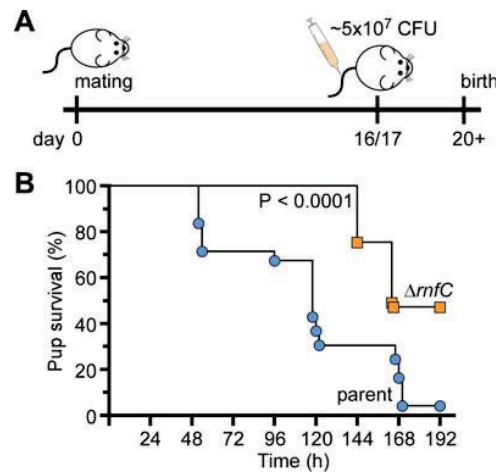 A
~5x10⁷ CFU
mating
birth
day 0
16/17
20+
B
100
P < 0.0001
80
60
ΔrnfC
40
20
parent
0
24 48 72 96 120 144 168 192
Pup survival (%)
Time (h)